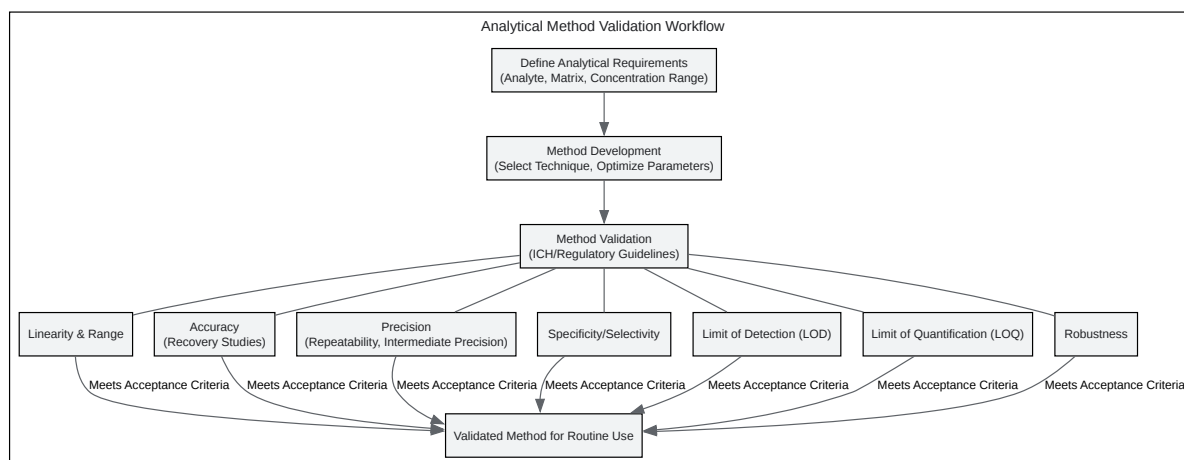 Analytical Method Validation Workflow
Define Analytical Requirements
(Analyte, Matrix, Concentration Range)
Method Development
(Select Technique, Optimize Parameters)
Method Validation
(ICH/Regulatory Guidelines)
Linearity & Range
Accuracy
(Recovery Studies)
Precision
(Repeatability, Intermediate Precision)
Specificity/Selectivity
Limit of Detection (LOD)
Limit of Quantification (LOQ)
Robustness
Meets Acceptance Criteria
Meets Acceptance Criteria
Meets Acceptance Criteria
Meets Acceptance Criteria
Meets Acceptance Criteria
Meets Acceptance Criteria
Meets Acceptance Criteria
Validated Method for Routine Use